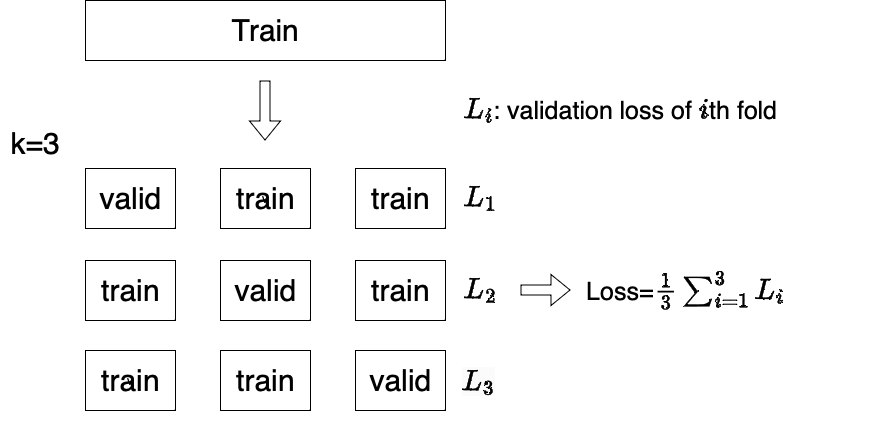 Train
L_i: validation loss of ith fold
k=3
valid train train L_1
train valid train L_2 Loss=\frac{1}{3} \sum_{i=1}^{3} L_i
train train valid L_3